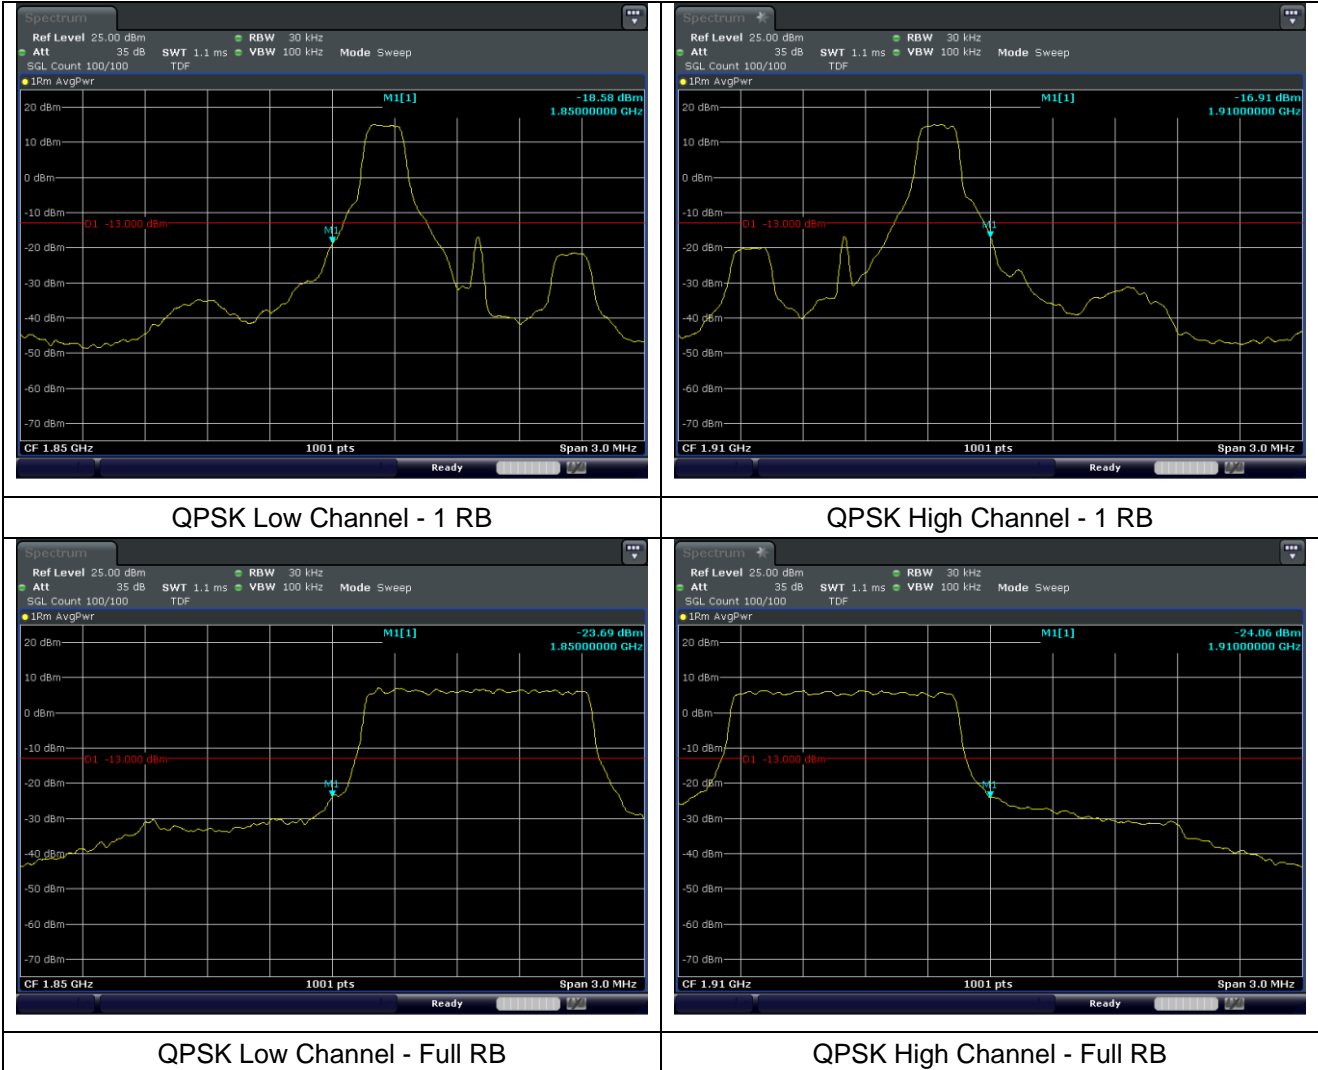 Spectrum
Ref Level 25.00 dBm RBW 30 kHz
Att 35 dB SWT 1.1 ms VBW 100 kHz Mode Sweep
SGL Count 100/100 TDF
1Rm AvgPwr
M1[1] -18.58 dBm
1.85000000 GHz
20 dBm
10 dBm
0 dBm
-10 dBm
D1 -13.000 dBm
M1
-20 dBm
-30 dBm
-40 dBm
-50 dBm
-60 dBm
-70 dBm
CF 1.85 GHz 1001 pts Span 3.0 MHz
Ready
QPSK Low Channel - 1 RB
Spectrum
Ref Level 25.00 dBm RBW 30 kHz
Att 35 dB SWT 1.1 ms VBW 100 kHz Mode Sweep
SGL Count 100/100 TDF
1Rm AvgPwr
M1[1] -16.91 dBm
1.91000000 GHz
20 dBm
10 dBm
0 dBm
-10 dBm
D1 -13.000 dBm
M1
-20 dBm
-30 dBm
-40 dBm
-50 dBm
-60 dBm
-70 dBm
CF 1.91 GHz 1001 pts Span 3.0 MHz
Ready
QPSK High Channel - 1 RB
Spectrum
Ref Level 25.00 dBm RBW 30 kHz
Att 35 dB SWT 1.1 ms VBW 100 kHz Mode Sweep
SGL Count 100/100 TDF
1Rm AvgPwr
M1[1] -23.69 dBm
1.85000000 GHz
20 dBm
10 dBm
0 dBm
-10 dBm
D1 -13.000 dBm
-20 dBm
M1
-30 dBm
-40 dBm
-50 dBm
-60 dBm
-70 dBm
CF 1.85 GHz 1001 pts Span 3.0 MHz
Ready
QPSK Low Channel - Full RB
Spectrum
Ref Level 25.00 dBm RBW 30 kHz
Att 35 dB SWT 1.1 ms VBW 100 kHz Mode Sweep
SGL Count 100/100 TDF
1Rm AvgPwr
M1[1] -24.06 dBm
1.91000000 GHz
20 dBm
10 dBm
0 dBm
-10 dBm
D1 -13.000 dBm
-20 dBm
M1
-30 dBm
-40 dBm
-50 dBm
-60 dBm
-70 dBm
CF 1.91 GHz 1001 pts Span 3.0 MHz
Ready
QPSK High Channel - Full RB